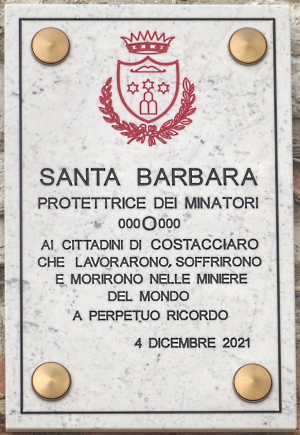 SANTA BARBARA
PROTETTRICE DEI MINATORI
000O000
AI CITTADINI DI COSTACCIARO
CHE LAVORARONO, SOFFRIRONO
E MORIRONO NELLE MINIERE
DEL MONDO
A PERPETUO RICORDO
4 DICEMBRE 2021